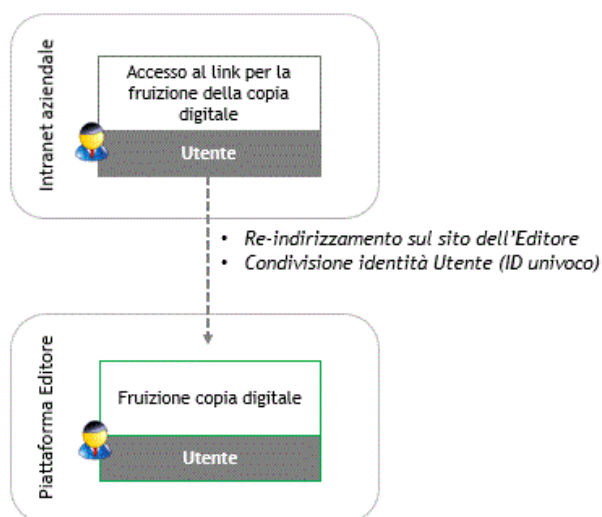 Intranet aziendale
Accesso al link per la
fruizione della copia
digitale
Utente
• Re-indirizzamento sul sito dell'Editore
• Condivisione identità Utente (ID univoco)
Piattaforma Editore
Fruizione copia digitale
Utente